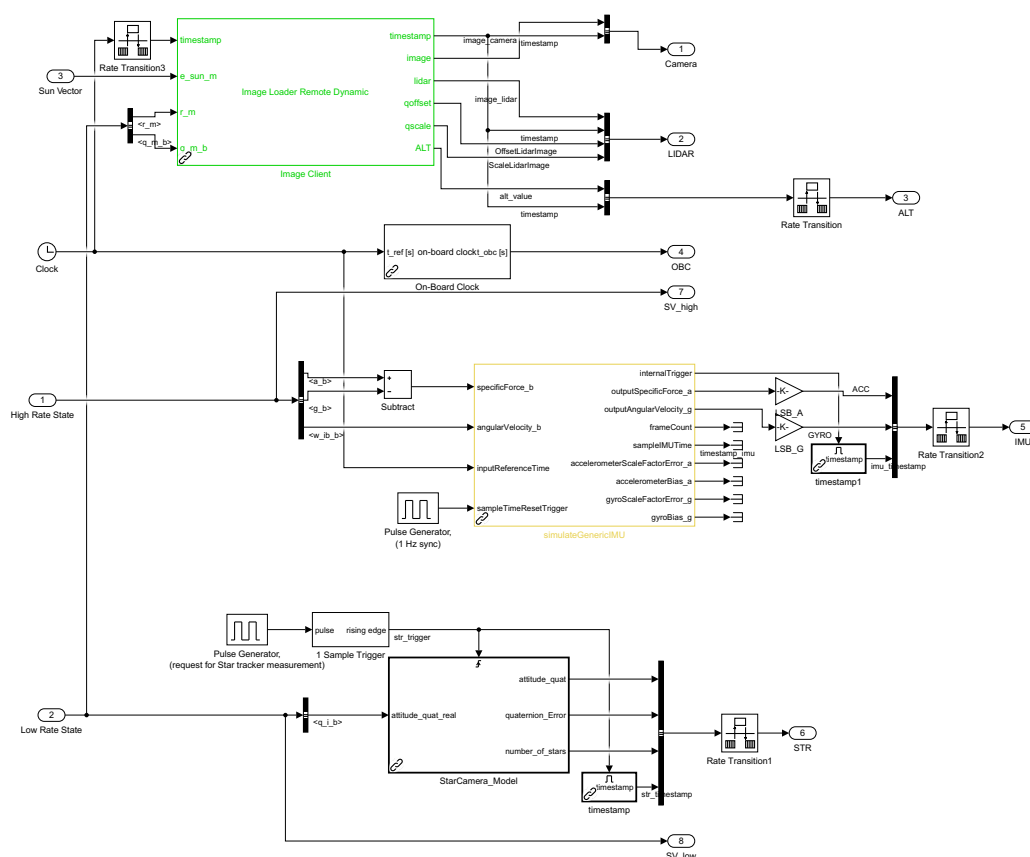 timestamp
Rate Transition3
3
Sun Vector
e_sun_m
r_m
<r_m>
<q_m_b>
q_m_b
Image Loader Remote Dynamic
Image Client
timestamp
image
lidar
qoffset
qscale
ALT
image_camera
timestamp
1
Camera
image_lidar
timestamp
OffsetLidarImage
ScaleLidarImage
2
LIDAR
alt_value
timestamp
Rate Transition
3
ALT
Clock
t_ref [s]
on-board clock
t_obc [s]
On-Board Clock
4
OBC
7
SV_high
1
High Rate State
<a_b>
<g_b>
<w_ib_b>
+
−
Subtract
specificForce_b
angularVelocity_b
inputReferenceTime
sampleTimeResetTrigger
Pulse Generator,
(1 Hz sync)
simulateGenericIMU
internalTrigger
outputSpecificForce_a
outputAngularVelocity_g
frameCount
sampleIMUTime
accelerometerScaleFactorError_a
accelerometerBias_a
gyroScaleFactorError_g
gyroBias_g
timestamp_imu
-K-
LSB_A
ACC
-K-
LSB_G
GYRO
timestamp
timestamp1
imu_timestamp
Rate Transition2
5
IMU
Pulse Generator,
(request for Star tracker measurement)
pulse
rising edge
1 Sample Trigger
str_trigger
2
Low Rate State
<q_i_b>
attitude_quat_real
attitude_quat
quaternion_Error
number_of_stars
StarCamera_Model
timestamp
timestamp
str_timestamp
Rate Transition1
6
STR
8
SV_low